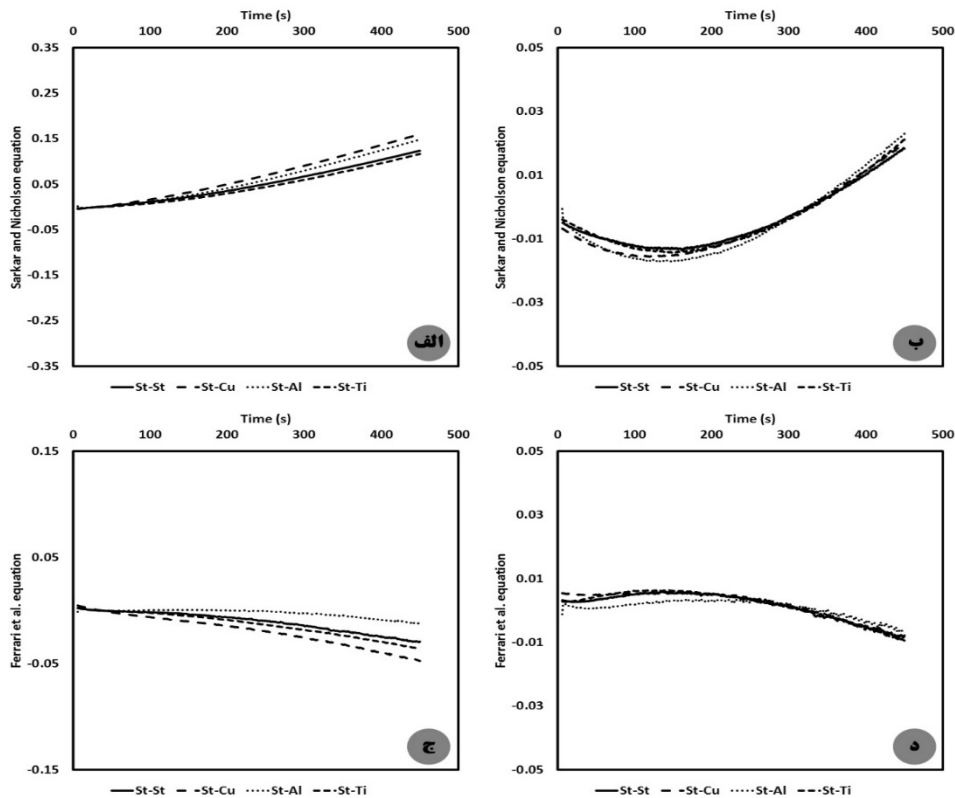 Time (s)
0 100 200 300 400 500
0.35
0.25
0.15
0.05
-0.05
-0.15
-0.25
-0.35
Sarkar and Nicholson equation
الف
St-St St-Cu St-Al St-Ti
Time (s)
0 100 200 300 400 500
0.05
0.03
0.01
-0.01
-0.03
-0.05
Sarkar and Nicholson equation
ب
St-St St-Cu St-Al St-Ti
Time (s)
0 100 200 300 400 500
0.15
0.05
-0.05
-0.15
Ferrari et al. equation
ج
St-St St-Cu St-Al St-Ti
Time (s)
0 100 200 300 400 500
0.05
0.03
0.01
-0.01
-0.03
-0.05
Ferrari et al. equation
د
St-St St-Cu St-Al St-Ti